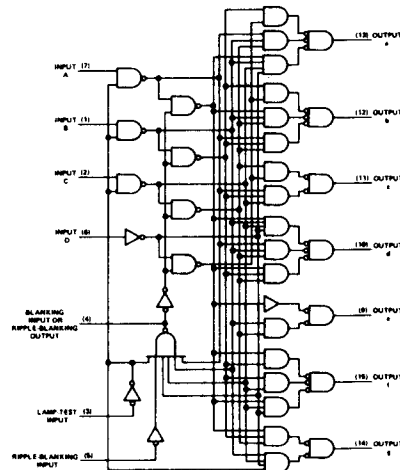 (13) OUTPUT
a
INPUT (7)
A
(12) OUTPUT
b
INPUT (1)
B
INPUT (2)
C
(11) OUTPUT
c
INPUT (6)
D
(10) OUTPUT
d
BLANKING
INPUT OR (4)
RIPPLE-BLANKING
OUTPUT
(9) OUTPUT
e
(15) OUTPUT
f
LAMP-TEST (3)
INPUT
RIPPLE-BLANKING (5)
INPUT
(14) OUTPUT
g